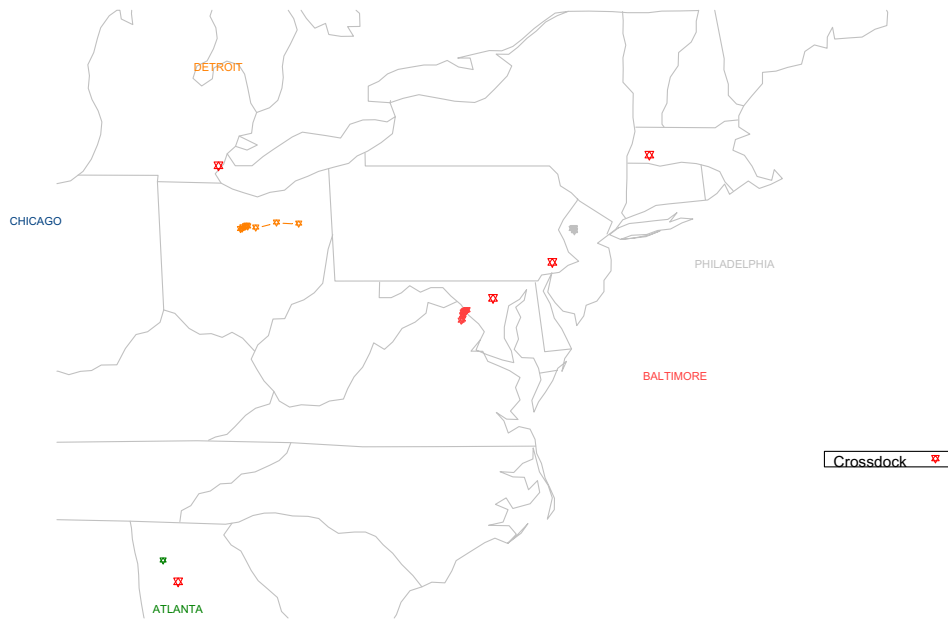 DETROIT
CHICAGO
PHILADELPHIA
BALTIMORE
Crossdock
ATLANTA